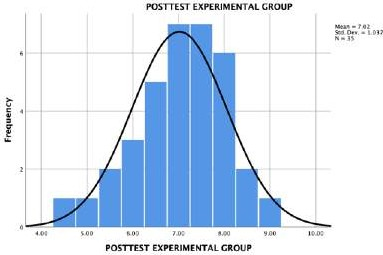 POSTTEST EXPERIMENTAL GROUP
Mean = 7.02
Std. Dev. = 1.037
N = 35
Frequency
6
4
2
0
4.00 5.00 6.00 7.00 8.00 9.00 10.00
POSTTEST EXPERIMENTAL GROUP